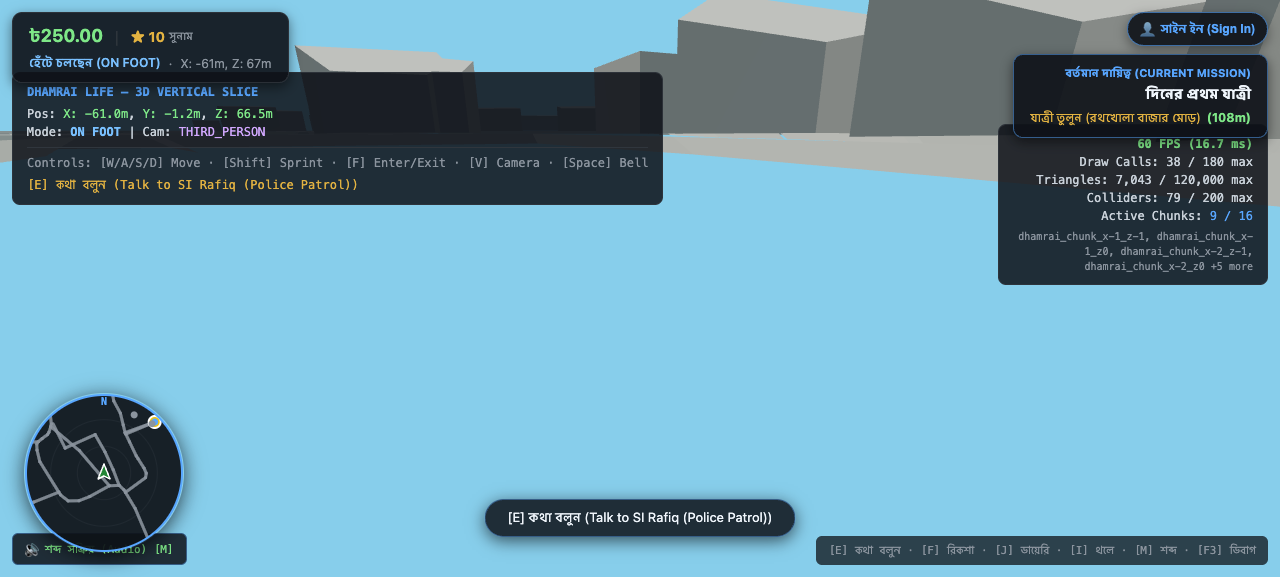 ৳250.00 | ⭐ 10 সুনাম
হেঁটে চলছেন (ON FOOT) · X: -61m, Z: 67m
DHAMRAI LIFE — 3D VERTICAL SLICE
Pos: X: -61.0m, Y: -1.2m, Z: 66.5m
Mode: ON FOOT | Cam: THIRD_PERSON
Controls: [W/A/S/D] Move · [Shift] Sprint · [F] Enter/Exit · [V] Camera · [Space] Bell
[E] কথা বলুন (Talk to SI Rafiq (Police Patrol))
👤 সাইন ইন (Sign In)
বর্তমান দায়িত্ব (CURRENT MISSION)
দিনের প্রথম যাত্রী
যাত্রী তুলুন (রথখোলা বাজার মোড়) (108m)
60 FPS (16.7 ms)
Draw Calls: 38 / 180 max
Triangles: 7,043 / 120,000 max
Colliders: 79 / 200 max
Active Chunks: 9 / 16
dhamrai_chunk_x-1_z-1, dhamrai_chunk_x-
1_z0, dhamrai_chunk_x-2_z-1,
dhamrai_chunk_x-2_z0 +5 more
N
[E] কথা বলুন (Talk to SI Rafiq (Police Patrol))
🔊 শব্দ [M]
[E] কথা বলুন · [F] রিকশা · [J] ডায়েরি · [I] থলে · [M] শব্দ · [F3] ডিবাগ